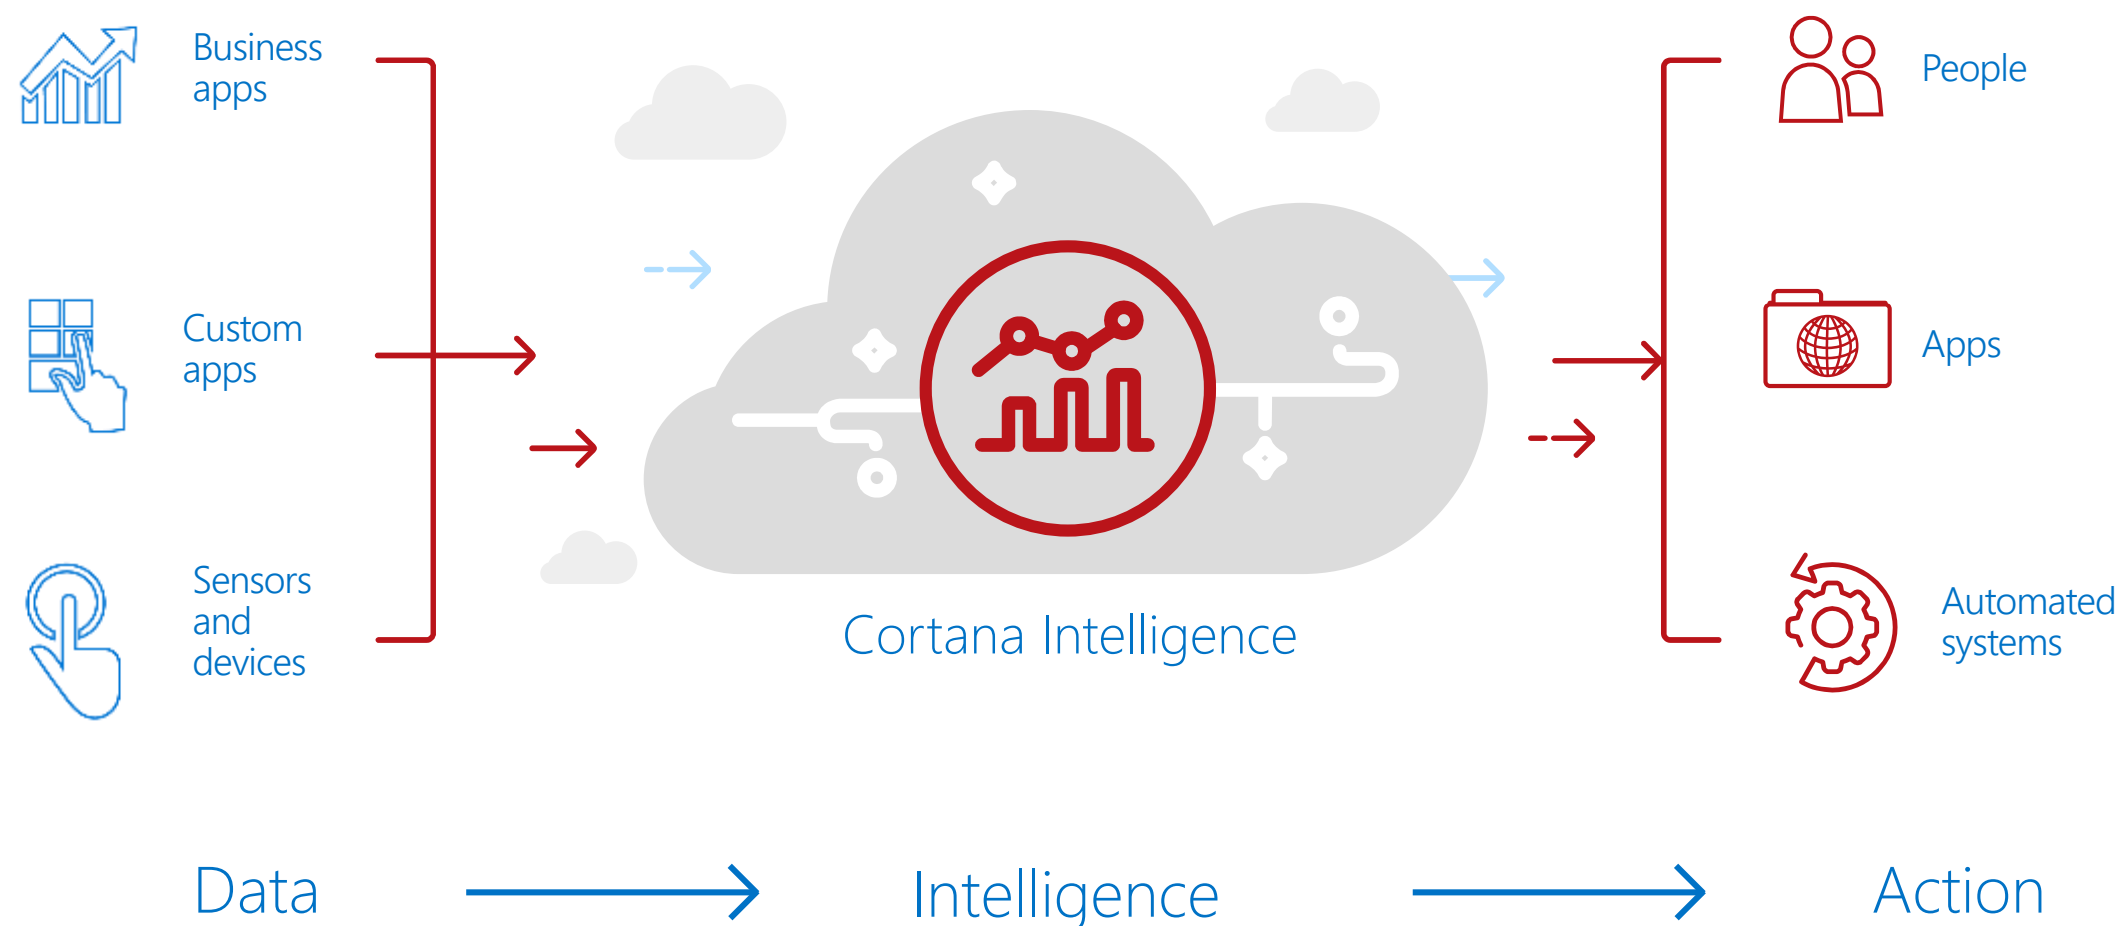 Business
apps
Custom
apps
Sensors
and
devices
Cortana Intelligence
People
Apps
Automated
systems
Data
Intelligence
Action